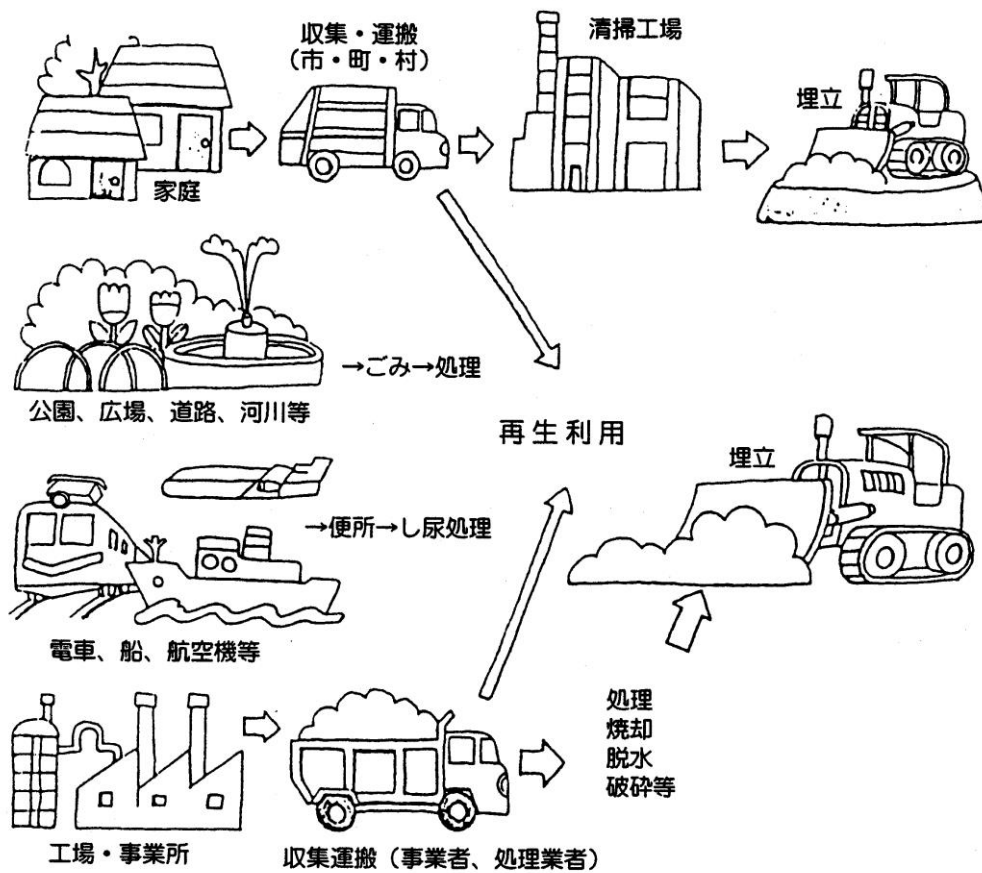 収集・運搬
(市・町・村)
清掃工場
埋立
家庭
→ごみ→処理
公園、広場、道路、河川等
再生利用
埋立
→便所→し尿処理
電車、船、航空機等
処理
焼却
脱水
破砕等
工場・事業所
収集運搬(事業者、処理業者)